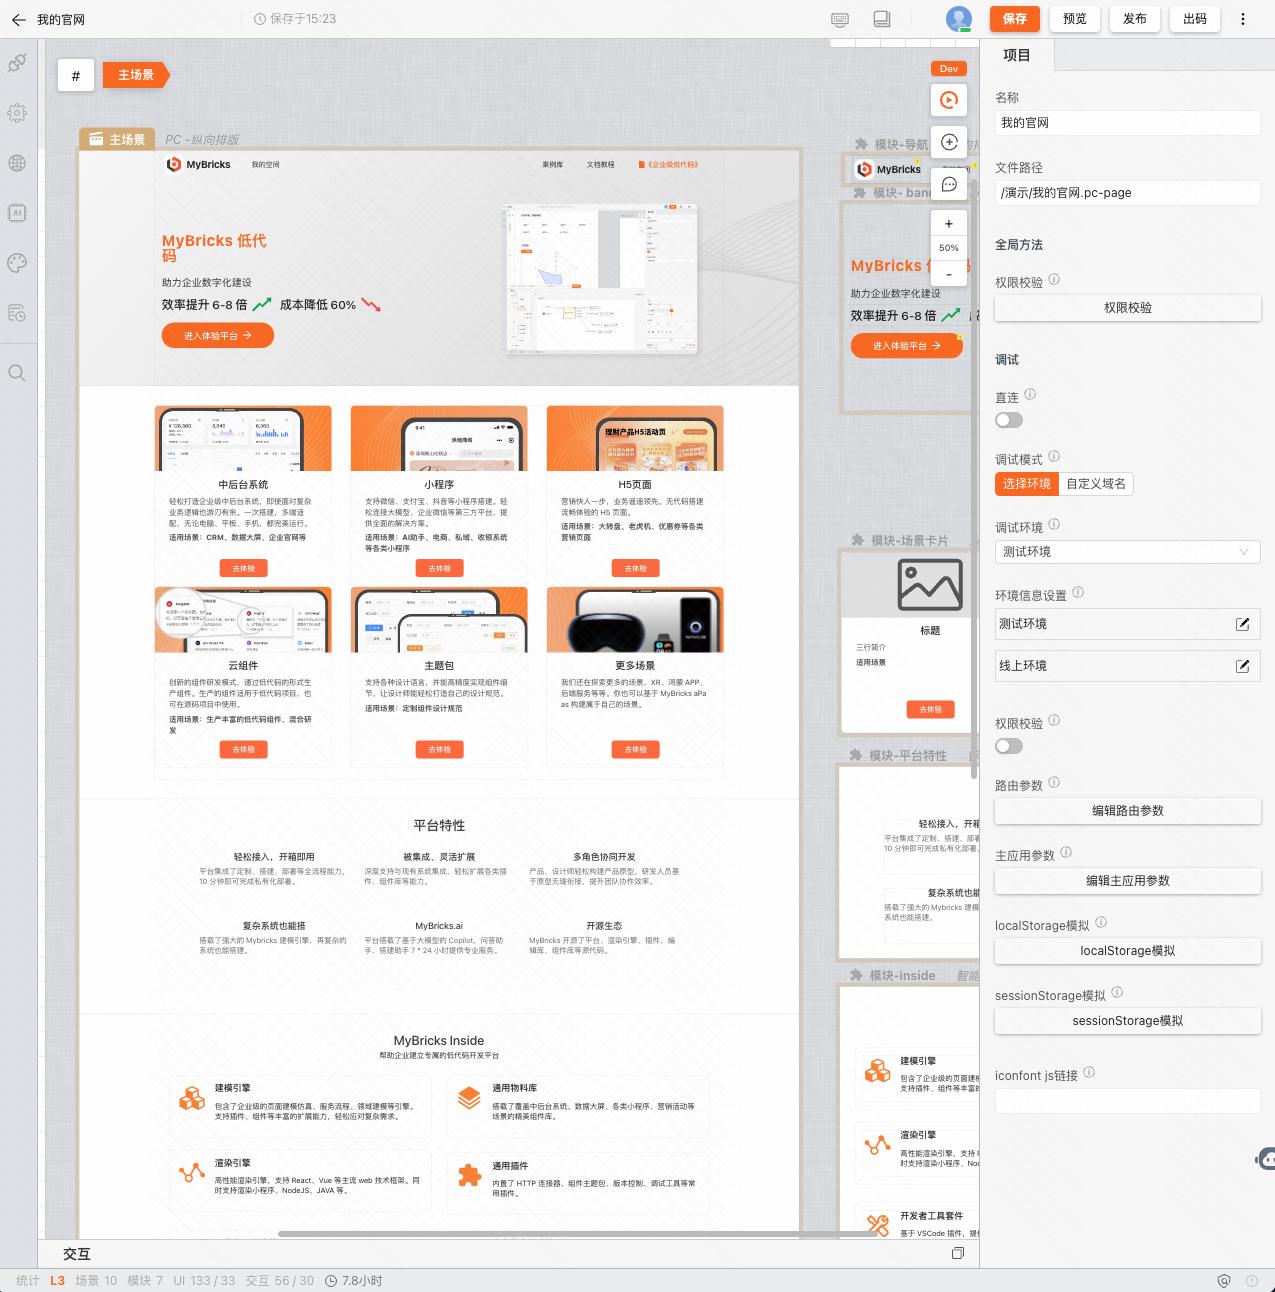 我的官网
保存于15:23
保存
预览
发布
出码
#
主场景
Dev
主场景
PC -纵向排版
MyBricks
我的空间
案例库
文档教程
《企业级低代码》
MyBricks 低代
码
助力企业数字化建设
效率提升 6-8 倍
成本降低 60%
进入体验平台 →
中后台系统
轻松打造企业级中后台系统，即使面对复杂
业务逻辑也游刃有余。一次搭建，多端适
配，无论电脑、平板、手机，都完美运行。
适用场景：CRM、数据大屏、企业官网等
去体验
小程序
支持微信、支付宝、抖音等小程序搭建。轻
松连接大模型、企业微信等第三方平台，提
供全面的解决方案。
适用场景：AI助手、电商、私域、收银系统
等各类小程序
去体验
理财产品H5活动页
H5页面
营销快人一步，业务遥遥领先。无代码搭建
流畅体验的 H5 页面。
适用场景：大转盘、老虎机、优惠券等各类
营销页面
去体验
云组件
创新的组件研发模式，通过低代码的形式生
产组件。生产的组件适用于低代码项目，也
可在源码项目中使用。
适用场景：生产丰富的低代码组件、混合研
发
去体验
主题包
支持各种设计语言，并能高精度实现组件细
节，让设计师能轻松打造自己的设计规范。
适用场景：定制组件设计规范
去体验
更多场景
我们还在探索更多的场景，XR、鸿蒙 APP、
后端服务等等。你也可以基于 MyBricks aPa
as 构建属于自己的场景。
去体验
平台特性
轻松接入，开箱即用
平台集成了定制、搭建、部署等全流程能力，
10 分钟即可完成私有化部署。
被集成、灵活扩展
深度支持与现有系统集成，轻松扩展各类插
件、组件库等能力。
多角色协同开发
产品、设计师轻松构建产品原型，研发人员基
于原型无缝衔接，提升团队协作效率。
复杂系统也能搭
搭载了强大的 Mybricks 建模引擎，再复杂的
系统也能搭建。
MyBricks.ai
平台搭载了基于大模型的 Copilot，问答助
手、搭建助手 7 * 24 小时提供专业服务。
开源生态
MyBricks 开源了平台、渲染引擎、插件、编
辑库、组件库等源代码。
MyBricks Inside
帮助企业建立专属的低代码开发平台
建模引擎
包含了企业级的页面建模仿真、服务流程、领域建模等引擎。
支持插件、组件等丰富的扩展能力，轻松应对复杂需求。
通用物料库
搭载了覆盖中后台系统、数据大屏、各类小程序、营销活动等
场景的精美组件库。
渲染引擎
高性能渲染引擎，支持 React、Vue 等主流 web 技术框架。同
时支持渲染小程序、NodeJS、JAVA 等。
通用插件
内置了 HTTP 连接器、组件主题包、版本控制、调试工具等常
用插件。
模块-导航
MyBricks
模块- bann
MyBricks
助力企业数字化建设
效率提升 6-8 倍
进入体验平台 →
+
50%
-
模块-场景卡片
标题
三行简介
适用场景
去体验
模块-平台特性
轻松接入，开箱
平台集成了定制、搭建、部署
10 分钟即可完成私有化部署。
复杂系统也能
搭载了强大的 Mybricks 建模
系统也能搭建。
模块-inside
智能
建模引擎
包含了企业级的页面建模
支持插件、组件等丰富的
渲染引擎
高性能渲染引擎，支持
时支持渲染小程序、Nod
开发者工具套件
基于 VSCode 插件，提
项目
名称
我的官网
文件路径
/演示/我的官网.pc-page
全局方法
权限校验
权限校验
调试
直连
调试模式
选择环境
自定义域名
调试环境
测试环境
环境信息设置
测试环境
线上环境
权限校验
路由参数
编辑路由参数
主应用参数
编辑主应用参数
localStorage模拟
localStorage模拟
sessionStorage模拟
sessionStorage模拟
iconfont js链接
交互
统计
L3
场景 10
模块 7
UI 133 / 33
交互 56 / 30
7.8小时